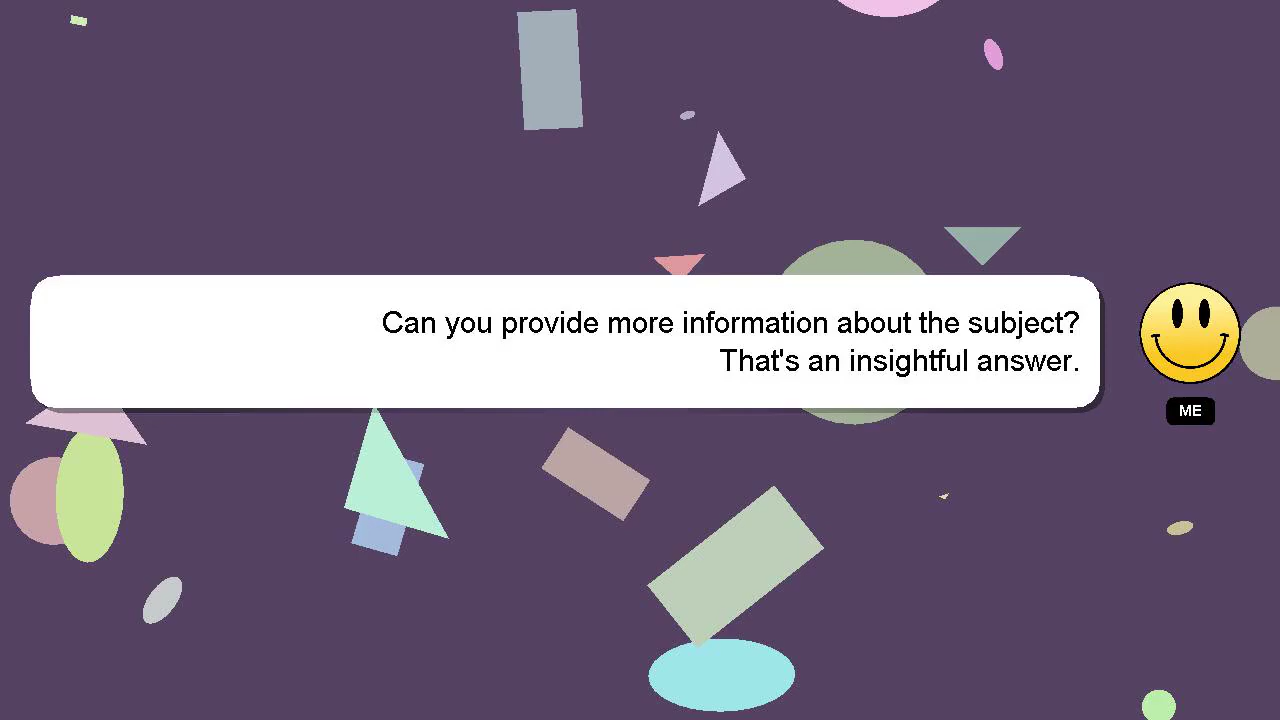 Can you provide more information about the subject?
That's an insightful answer.
ME